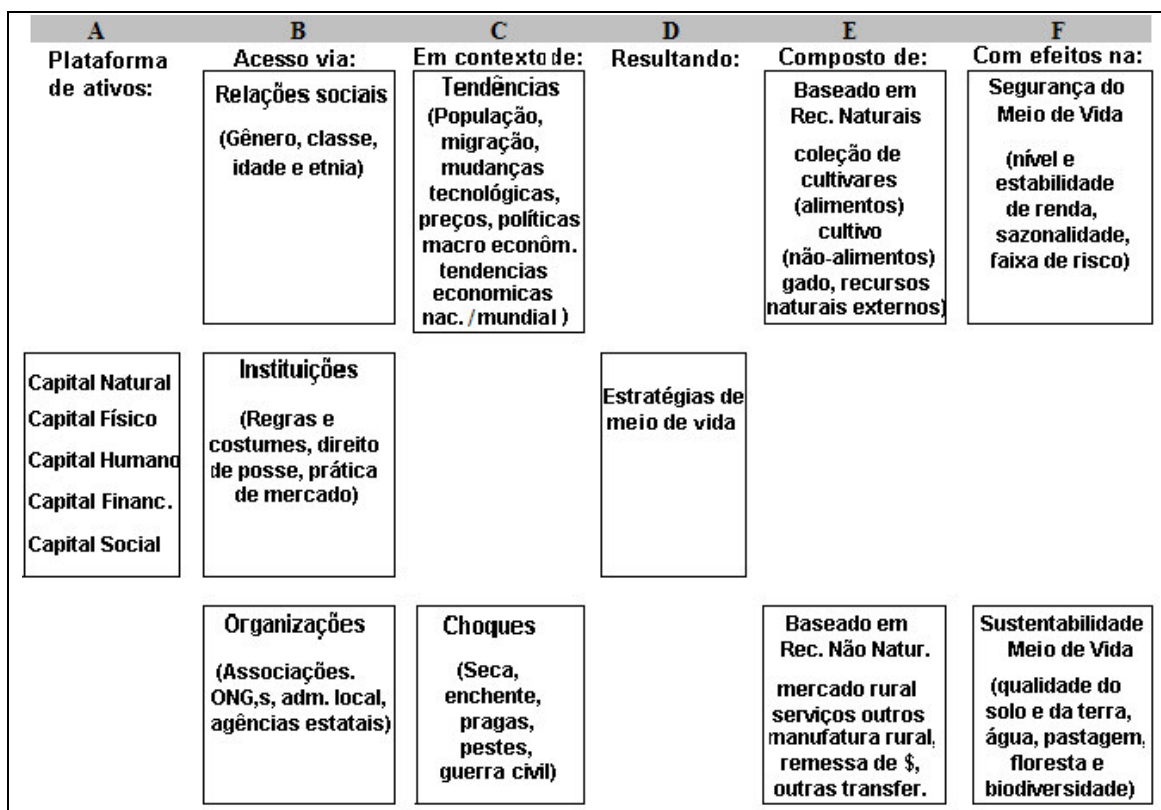 A
B
C
D
E
F
Plataforma
de ativos:
Acesso via:
Em contexto de:
Resultando:
Composto de:
Com efeitos na:
Relações sociais
(Gênero, classe,
idade e etnia)
Tendências
(População,
migração,
mudanças
tecnológicas,
preços, políticas
macro econôm.
tendencias
economicas
nac. /mundial )
Baseado em
Rec. Naturais
coleção de
cultivares
(alimentos)
cultivo
(não-alimentos)
gado, recursos
naturais externos)
Segurança do
Meio de Vida
(nível e
estabilidade
de renda,
sazonalidade,
faixa de risco)
Capital Natural
Capital Físico
Capital Humano
Capital Financ.
Capital Social
Instituições
(Regras e
costumes, direito
de posse, prática
de mercado)
Estratégias de
meio de vida
Organizações
(Associações.
ONG,s, adm. local,
agências estatais)
Choques
(Seca,
enchente,
pragas,
pestes,
guerra civil)
Baseado em
Rec. Não Natur.
mercado rural
serviços outros
manufatura rural,
remessa de $,
outras transfer.
Sustentabilidade
Meio de Vida
(qualidade do
solo e da terra,
água, pastagem,
floresta e
biodiversidade)